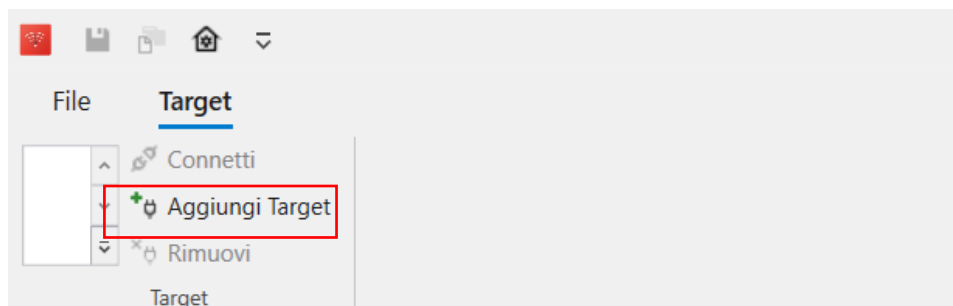 File Target
Connetti
Aggiungi Target
Rimuovi
Target